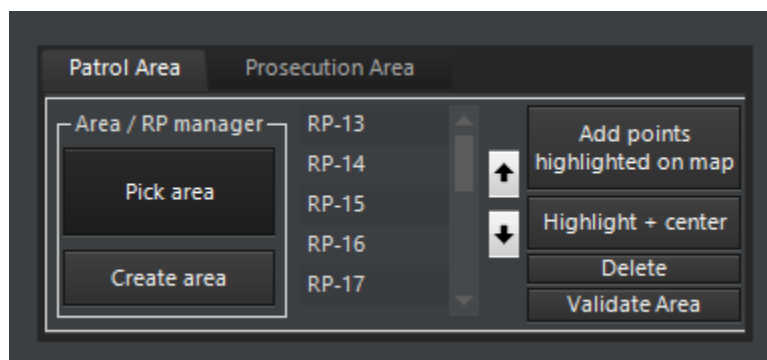 Patrol Area
Prosecution Area
Area / RP manager
Pick area
Create area
RP-13
RP-14
RP-15
RP-16
RP-17
Add points
highlighted on map
Highlight + center
Delete
Validate Area